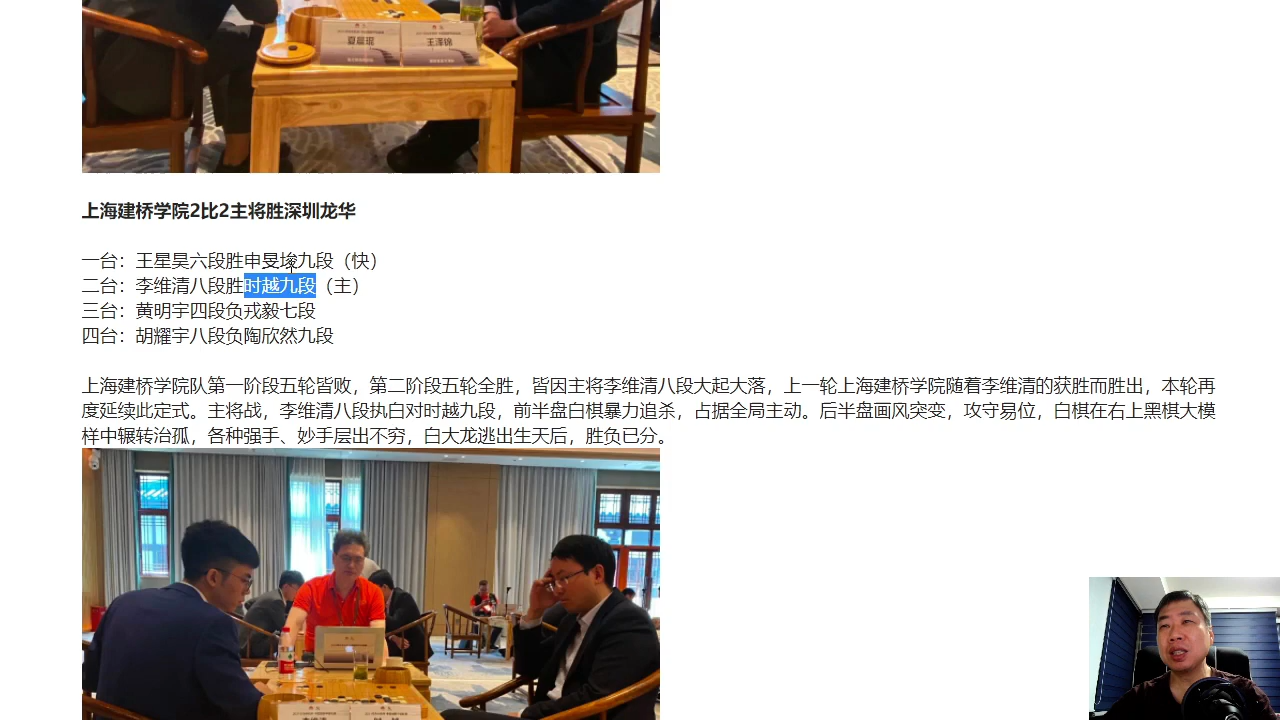 夏晨琨
王泽锦
上海建桥学院2比2主将胜深圳龙华
一台：王星昊六段胜申旻埈九段（快）
二台：李维清八段胜时越九段（主）
三台：黄明宇四段负戎毅七段
四台：胡耀宇八段负陶欣然九段
上海建桥学院队第一阶段五轮皆败，第二阶段五轮全胜，皆因主将李维清八段大起大落，上一轮上海建桥学院随着李维清的获胜而胜出，本轮再
度延续此定式。主将战，李维清八段执白对时越九段，前半盘白棋暴力追杀，占据全局主动。后半盘画风突变，攻守易位，白棋在右上黑棋大模
样中辗转治孤，各种强手、妙手层出不穷，白大龙逃出生天后，胜负已分。